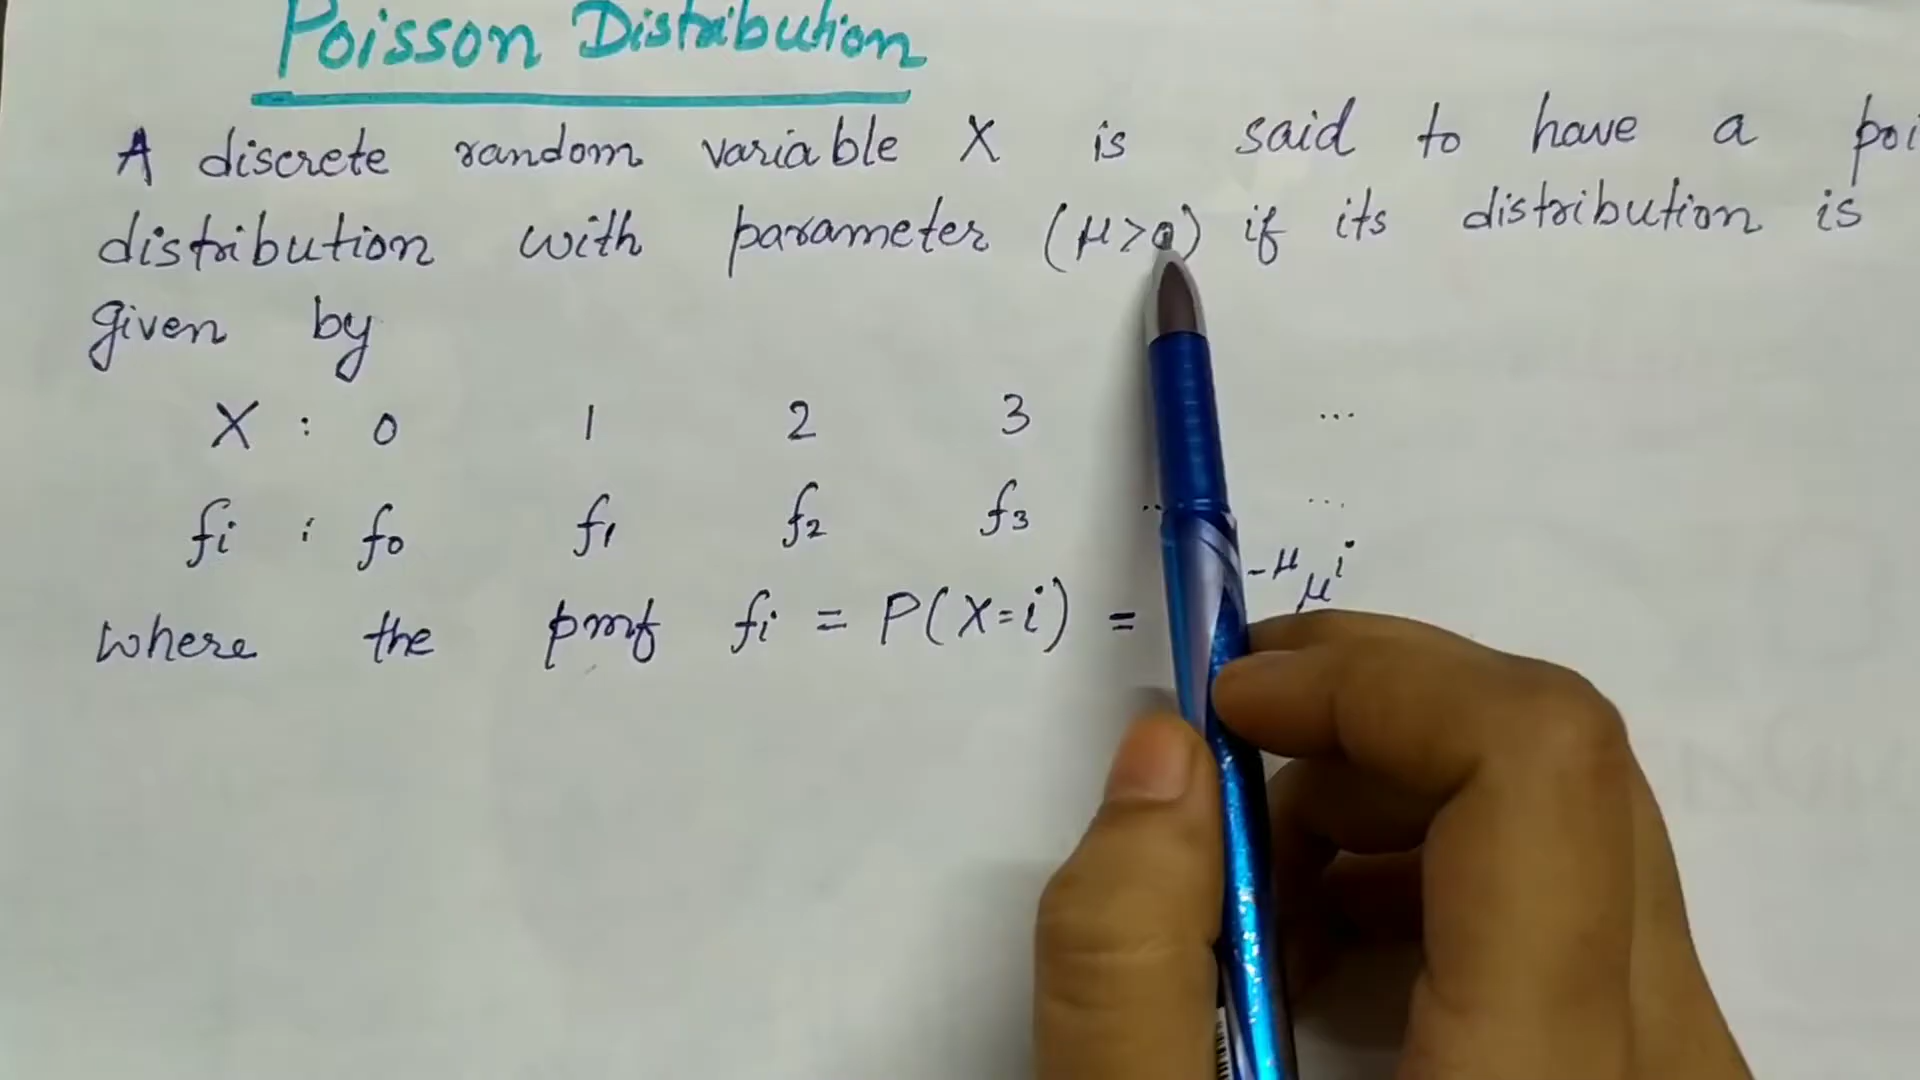 Poisson Distribution
A discrete random variable X is said to have a poi
distribution with parameter (μ>0) if its distribution is
given by
X : 0 1 2 3 ...
fi : f0 f1 f2 f3 .. ...
where the pmf fi = P(X=i) = -μ μ^i